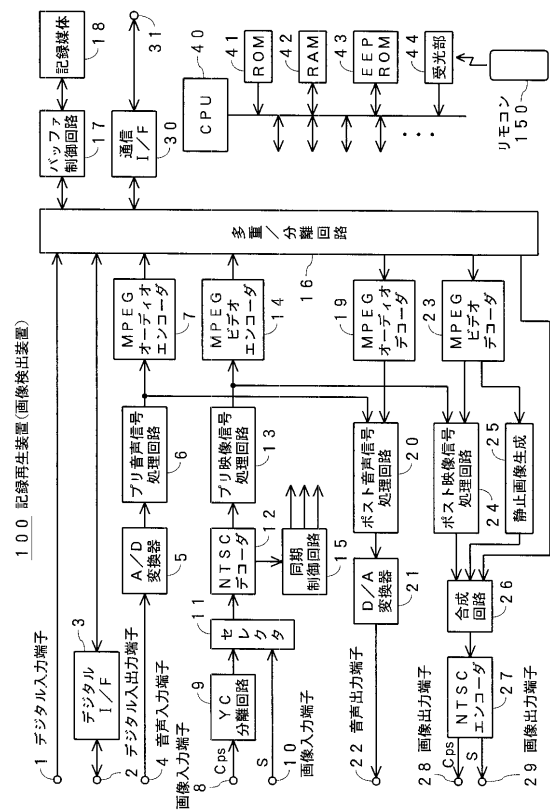 100 記録再生装置(画像検出装置)
1 デジタル入力端子
3
デジタル
I/F
2 デジタル入出力端子
4 音声入力端子
A/D
変換器
5
プリ音声信号
処理回路
6
MPEG
オーディオ
エンコーダ
7
画像入力端子
8
Cps
YC
分離回路
9
S
10
画像入力端子
セレクタ
11
NTSC
デコーダ
12
プリ映像信号
処理回路
13
MPEG
ビデオ
エンコーダ
14
同期
制御回路
15
多重/分離回路
16
バッファ
制御回路
17
記録媒体
18
通信
I/F
30
31
CPU
40
ROM
41
RAM
42
EEP
ROM
43
受光部
44
リモコン
150
・・・
MPEG
オーディオ
デコーダ
19
ポスト音声信号
処理回路
20
D/A
変換器
21
22 音声出力端子
MPEG
ビデオ
デコーダ
23
ポスト映像信号
処理回路
24
静止画像生成
25
合成
回路
26
NTSC
エンコーダ
27
Cps
28 画像出力端子
S
29 画像出力端子